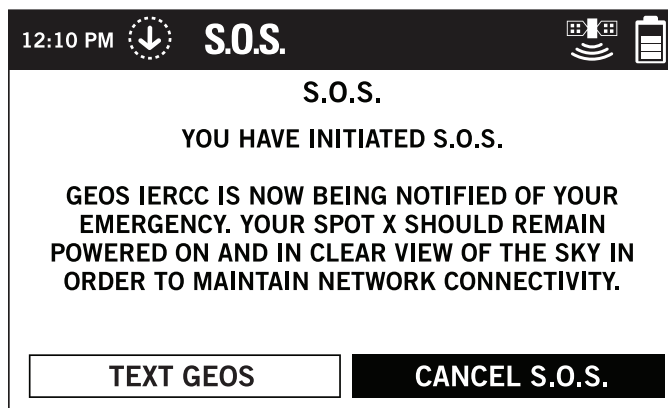 12:10 PM S.O.S.
S.O.S.
YOU HAVE INITIATED S.O.S.
GEOS IERCC IS NOW BEING NOTIFIED OF YOUR
EMERGENCY. YOUR SPOT X SHOULD REMAIN
POWERED ON AND IN CLEAR VIEW OF THE SKY IN
ORDER TO MAINTAIN NETWORK CONNECTIVITY.
TEXT GEOS CANCEL S.O.S.